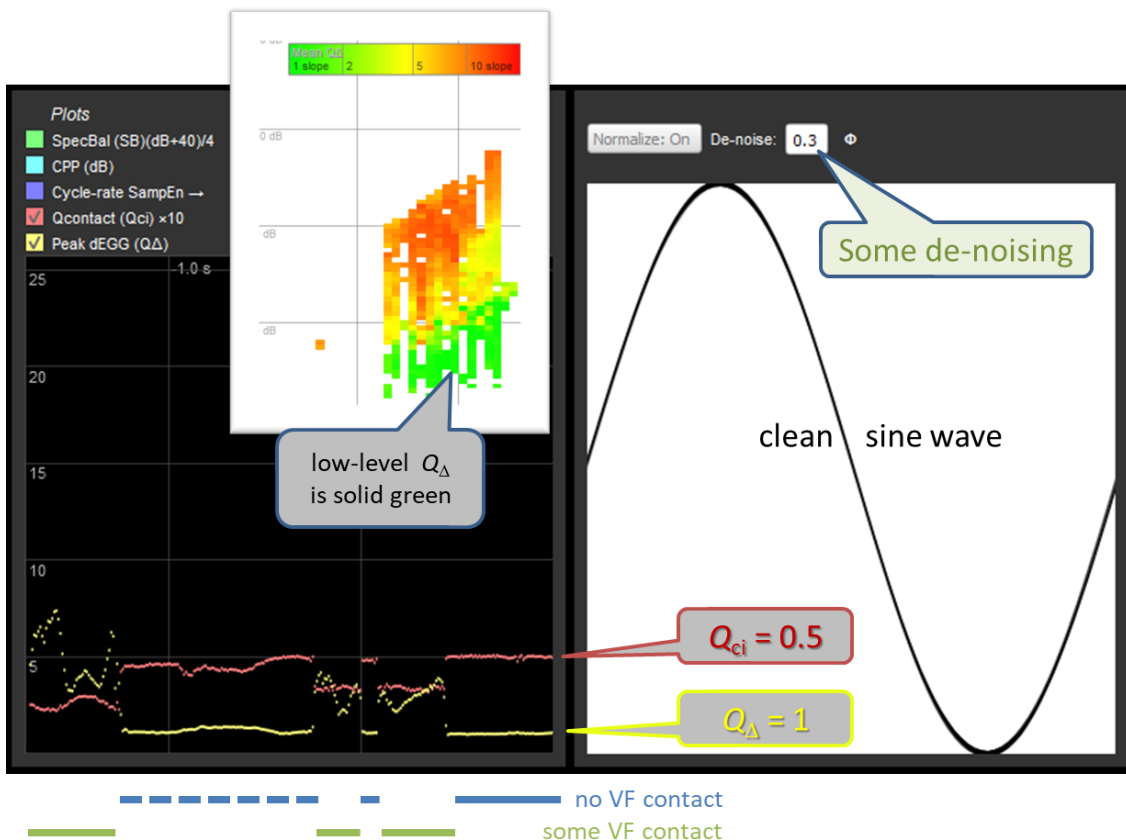 0 dB
Mean QΔ
1 slope 2 5 10 slope
0 dB
dB
dB
low-level QΔ
is solid green
Plots
SpecBal (SB)(dB+40)/4
CPP (dB)
Cycle-rate SampEn →
Qcontact (Qci) ×10
Peak dEGG (QΔ)
-1.0 s
25
20
15
10
5
Normalize: On De-noise: 0.3 Φ
Some de-noising
clean sine wave
Qci = 0.5
QΔ = 1
no VF contact
some VF contact